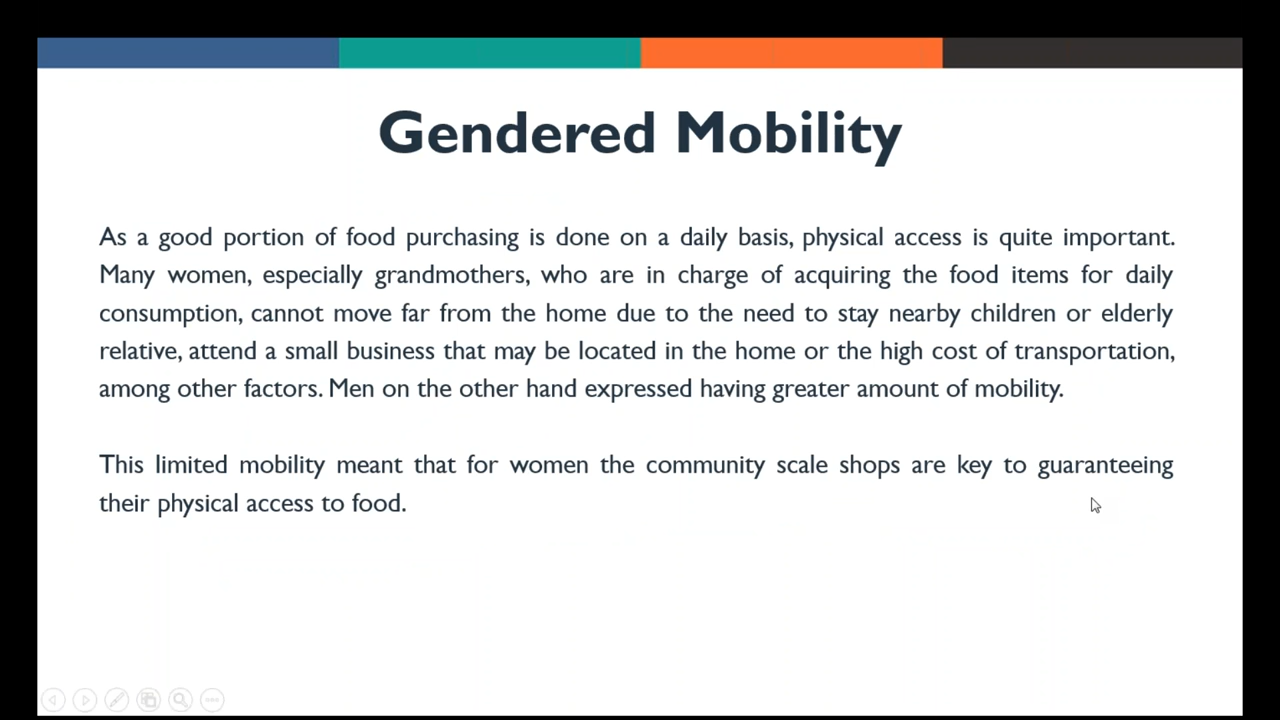 Gendered Mobility
As a good portion of food purchasing is done on a daily basis, physical access is quite important.
Many women, especially grandmothers, who are in charge of acquiring the food items for daily
consumption, cannot move far from the home due to the need to stay nearby children or elderly
relative, attend a small business that may be located in the home or the high cost of transportation,
among other factors. Men on the other hand expressed having greater amount of mobility.
This limited mobility meant that for women the community scale shops are key to guaranteeing
their physical access to food.